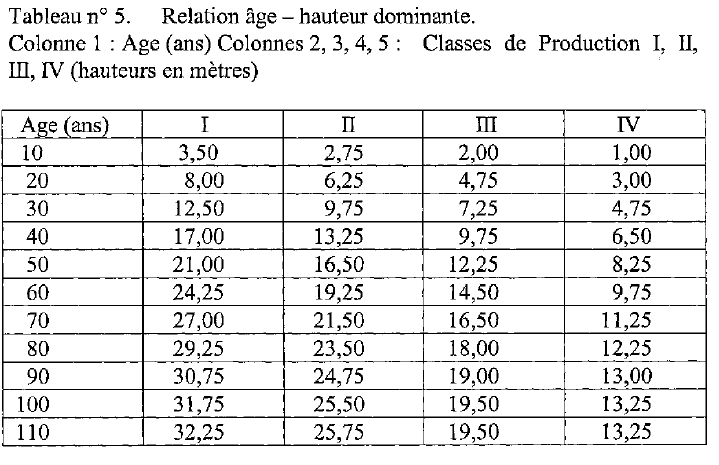 Tableau n° 5. Relation âge – hauteur dominante.
Colonne 1 : Age (ans) Colonnes 2, 3, 4, 5 : Classes de Production I, II,
III, IV (hauteurs en mètres)
Age (ans) I II III IV
10 3,50 2,75 2,00 1,00
20 8,00 6,25 4,75 3,00
30 12,50 9,75 7,25 4,75
40 17,00 13,25 9,75 6,50
50 21,00 16,50 12,25 8,25
60 24,25 19,25 14,50 9,75
70 27,00 21,50 16,50 11,25
80 29,25 23,50 18,00 12,25
90 30,75 24,75 19,00 13,00
100 31,75 25,50 19,50 13,25
110 32,25 25,75 19,50 13,25